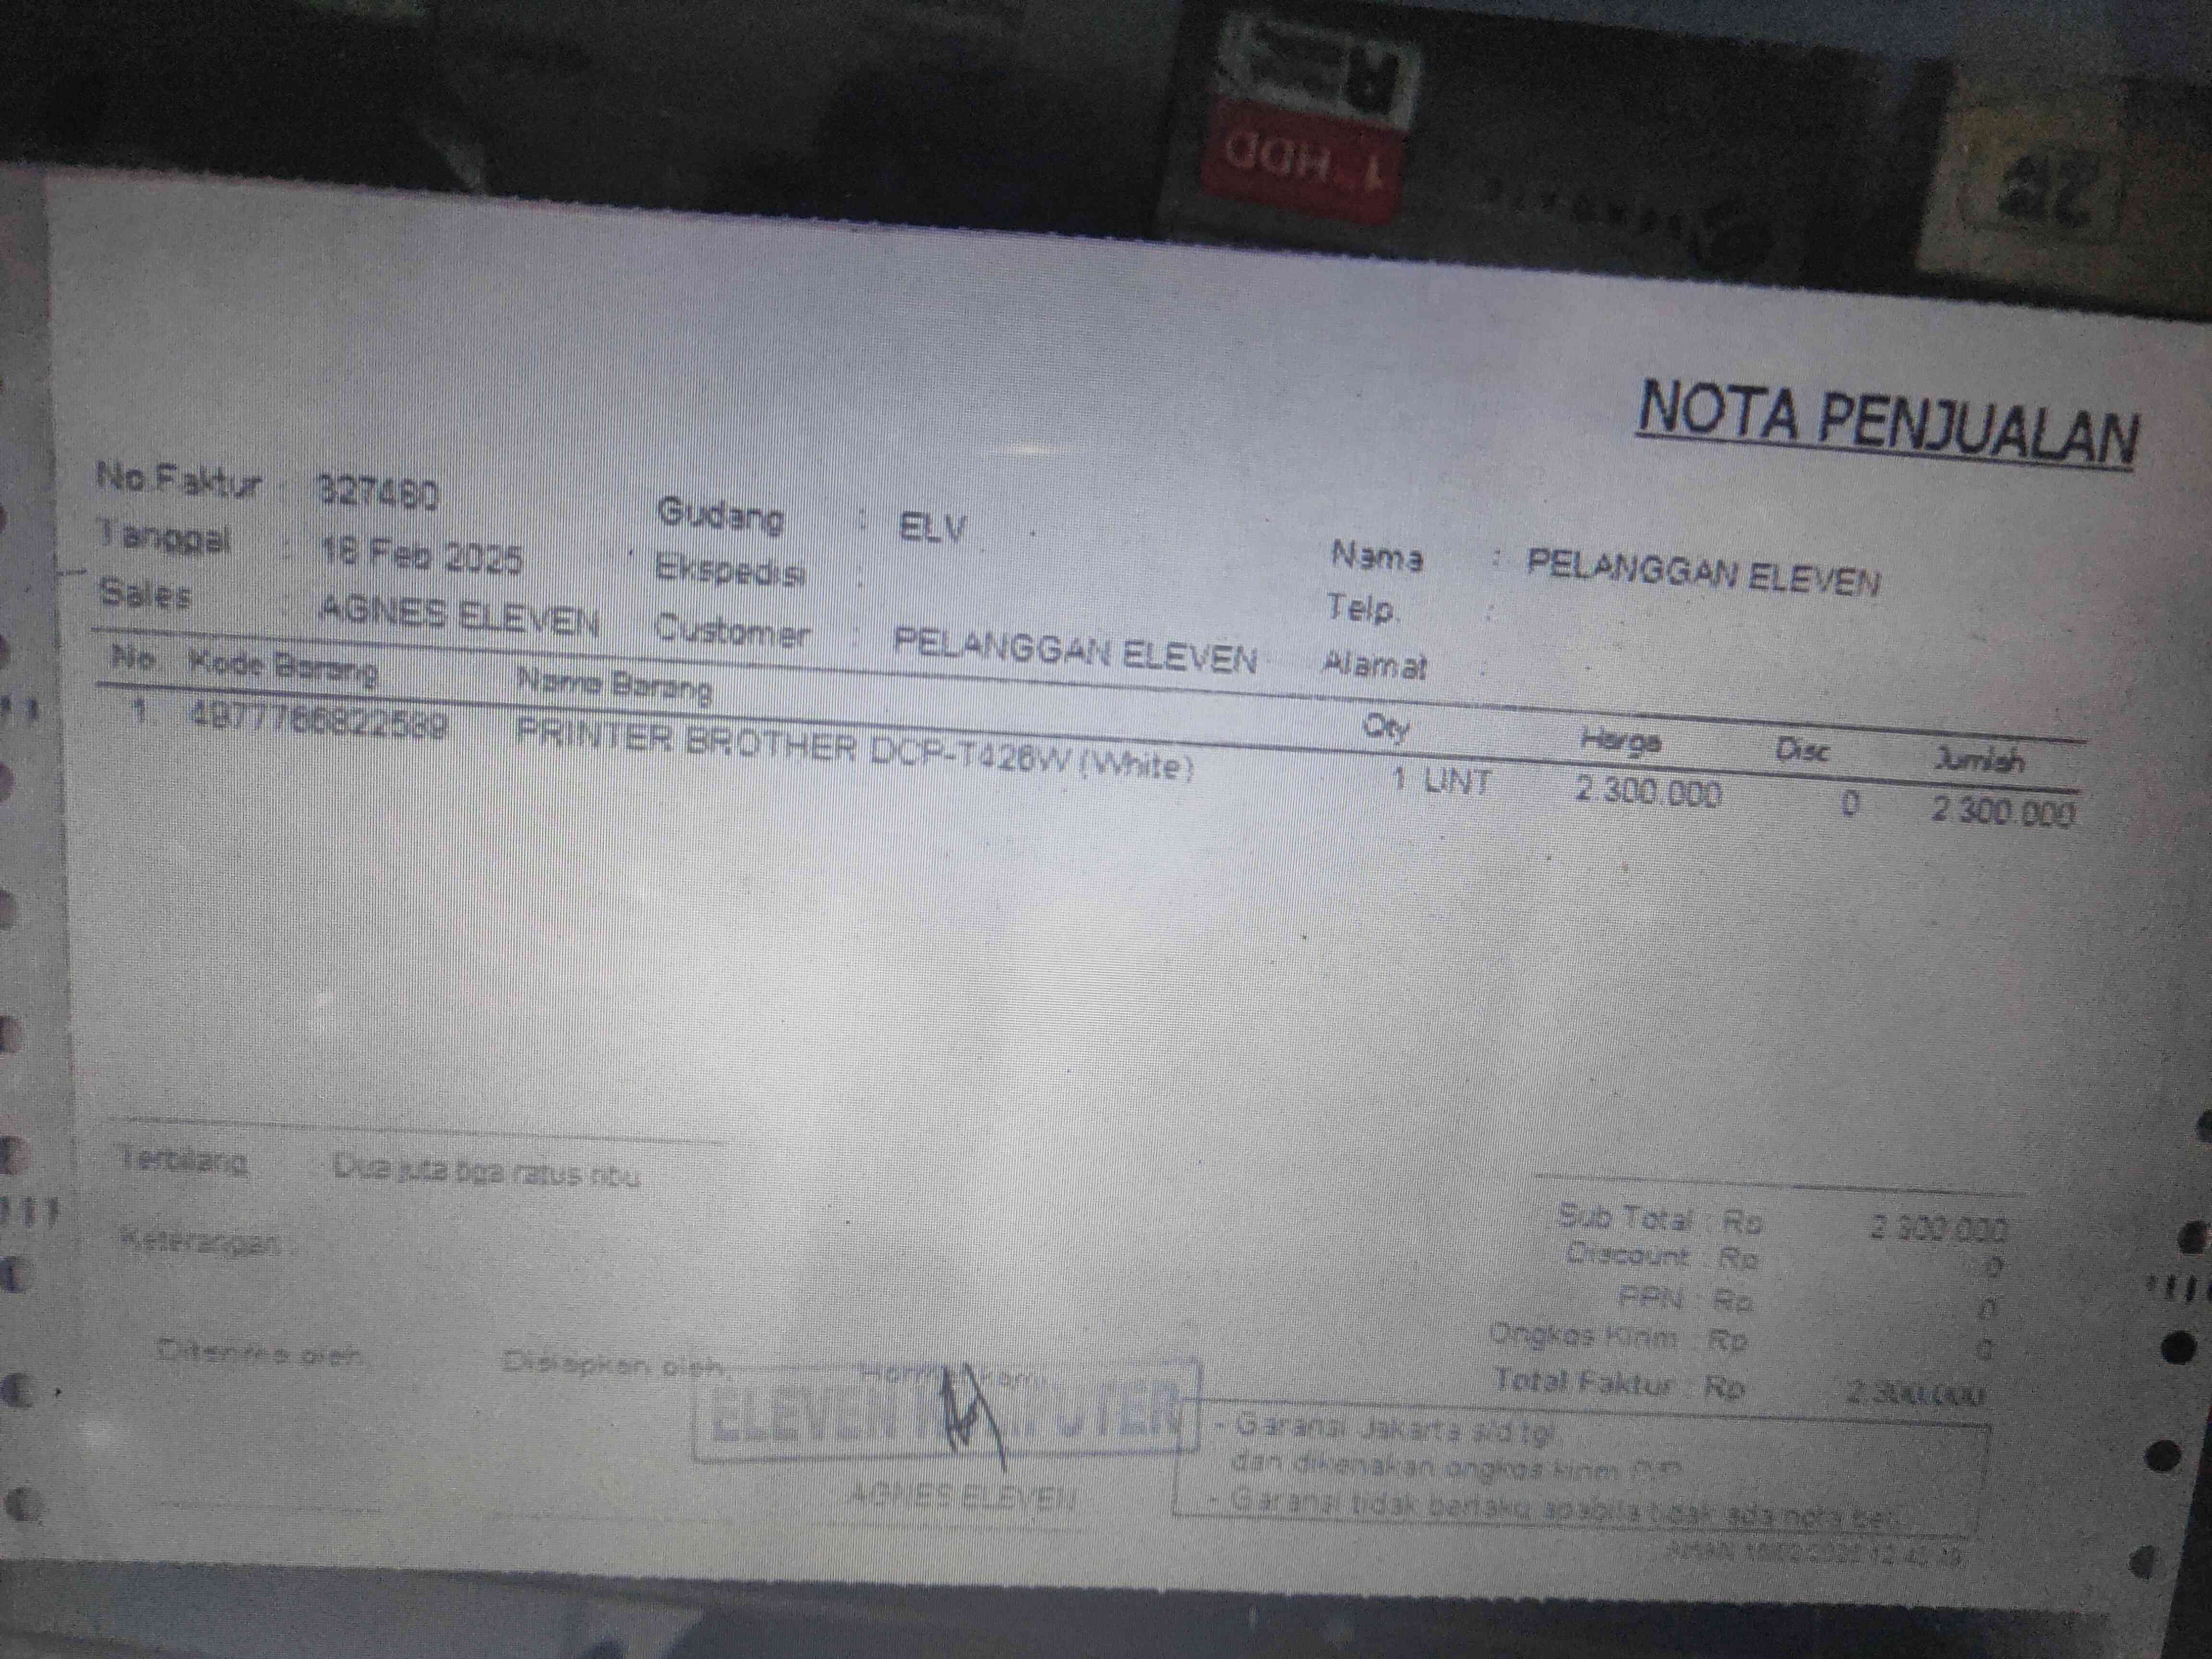 1 HDD
NOTA PENJUALAN
No.Faktur : 327480
Tanggal : 18 Feb 2025
Sales : AGNES ELEVEN
Gudang : ELV
Ekspedisi :
Customer : PELANGGAN ELEVEN
Nama : PELANGGAN ELEVEN
Telp. :
Alamat :
No. Kode Barang Nama Barang Qty Harga Disc Jumlah
1. PRINTER BROTHER DCP-T426W (White) 1 UNT 2.300.000 0 2.300.000
Terbilang : Dua juta tiga ratus ribu
Keterangan :
Sub Total : Rp 2.300.000
Discount : Rp 0
PPN : Rp 0
Ongkos Kirim : Rp 0
Total Faktur : Rp 2.300.000
Diterima oleh, Disiapkan oleh, Hormat kami,
ELEVEN
AGNES ELEVEN
- Garansi Jakarta s/d tgl.
dan dikenakan ongkos kirim
- Garansi tidak berlaku apabila tidak ada nota beli